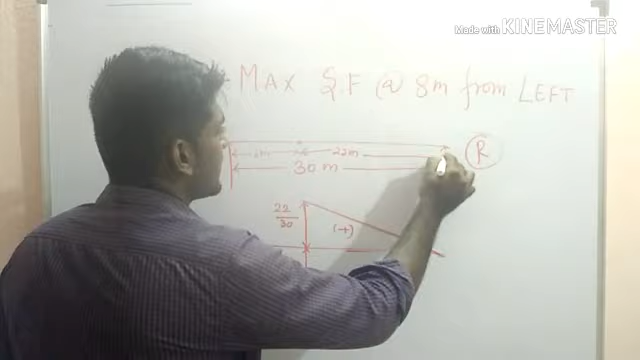 Made with KINEMASTER
MAX S.F @ 8m from LEFT
22m
R
30 m
22
30
(+)